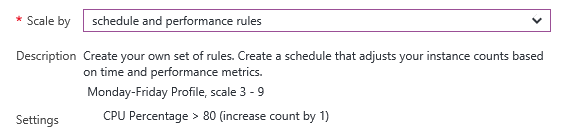 * Scale by schedule and performance rules
Description Create your own set of rules. Create a schedule that adjusts your instance counts based
on time and performance metrics.
Monday-Friday Profile, scale 3 - 9
Settings CPU Percentage > 80 (increase count by 1)